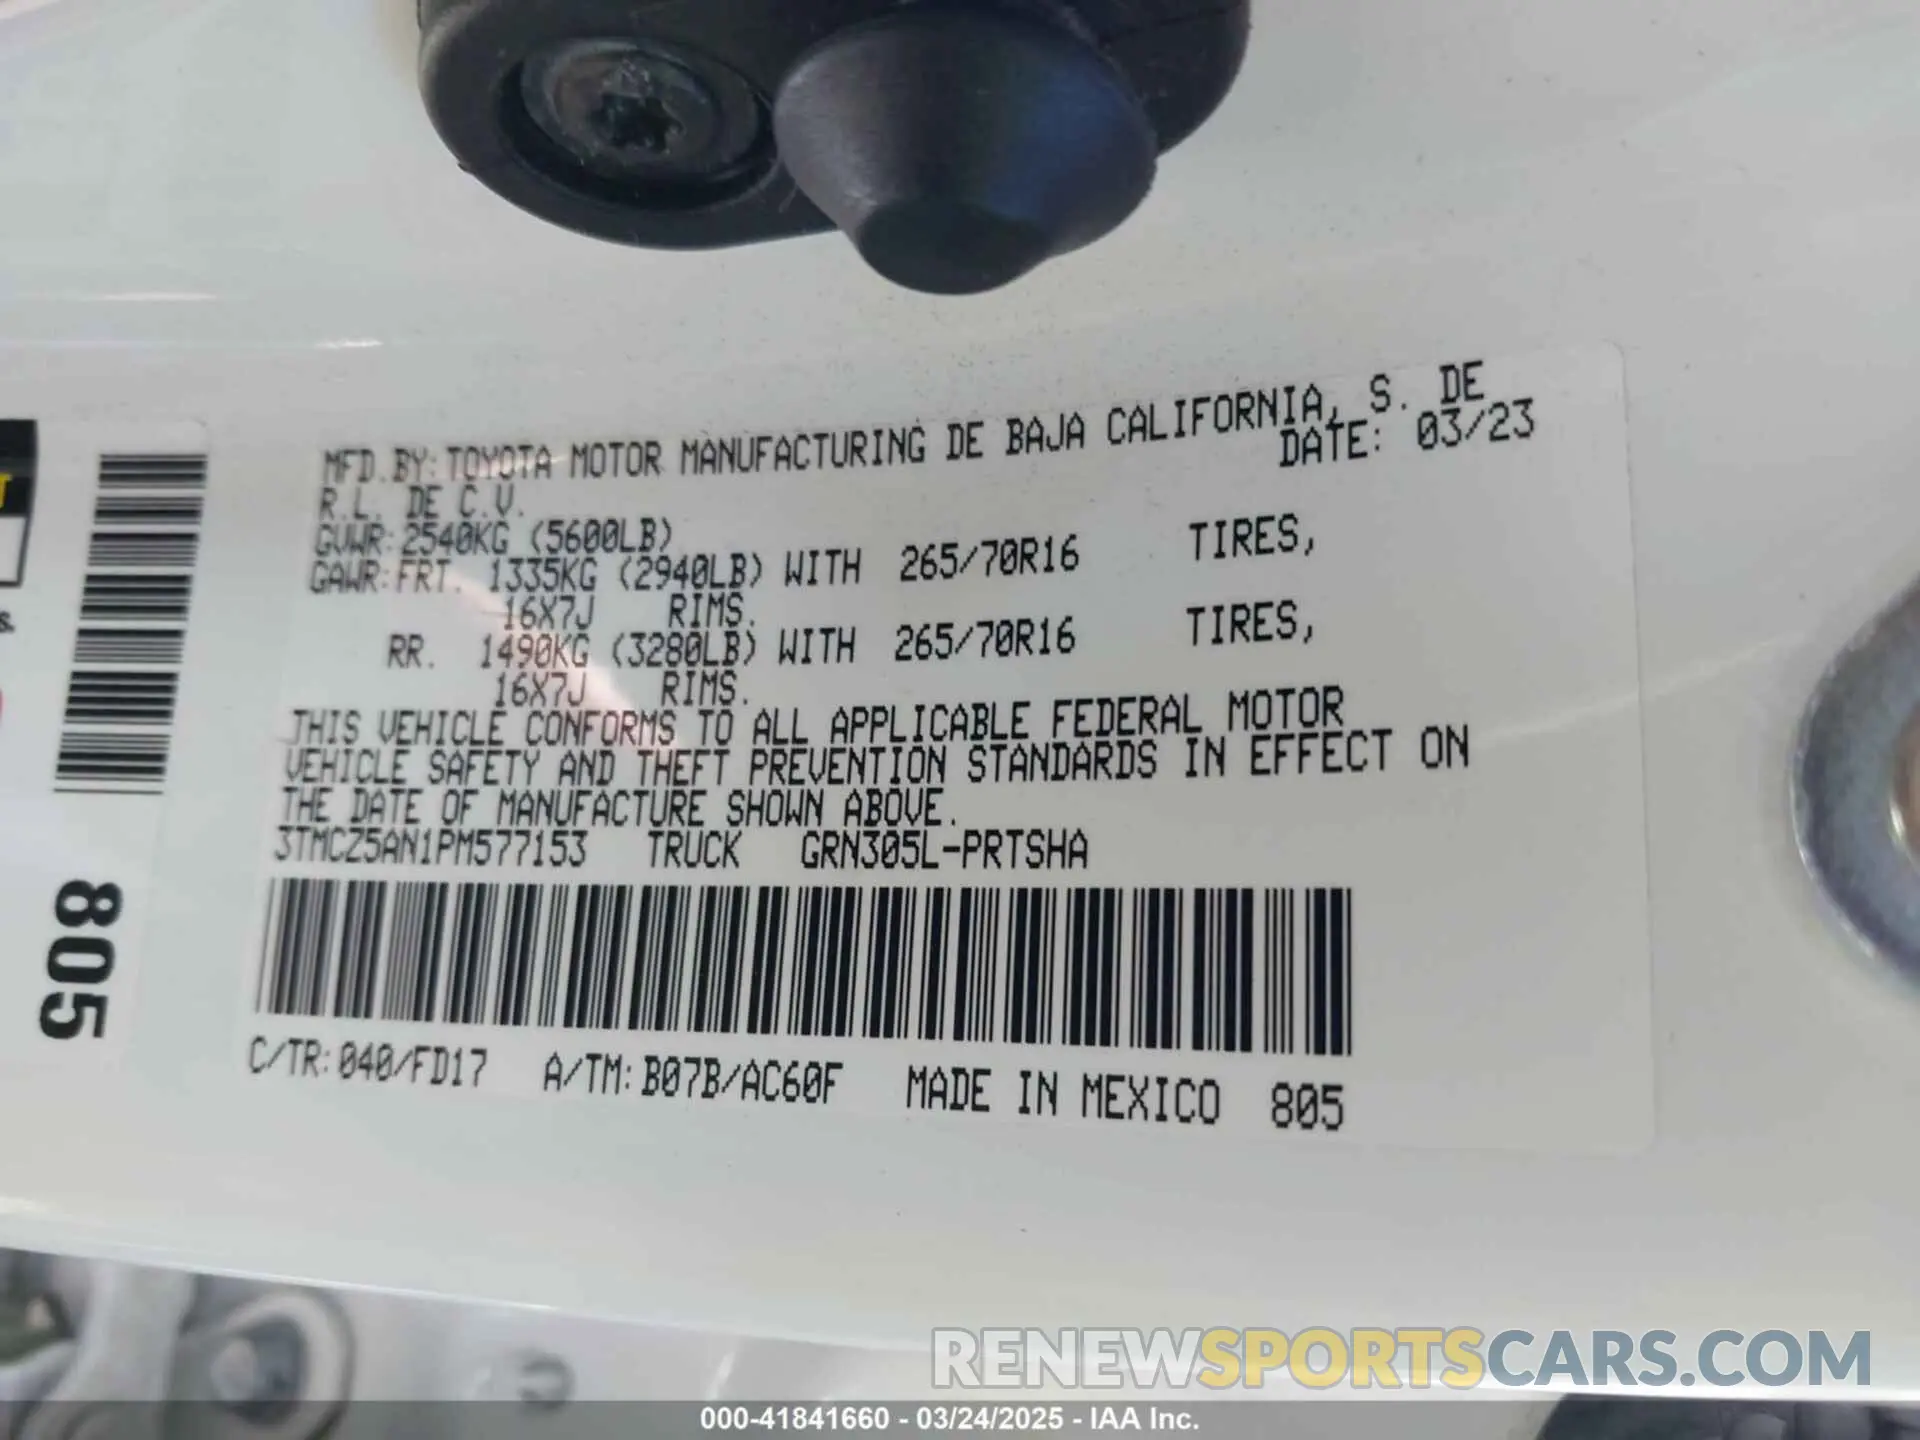 MFD.BY:TOYOTA MOTOR MANUFACTURING DE BAJA CALIFORNIA, S. DE
R.L. DE C.V. DATE: 03/23
GVWR:2540KG (5600LB)
GAWR:FRT. 1335KG (2940LB) WITH 265/70R16 TIRES,
16X7J RIMS.
RR. 1490KG (3280LB) WITH 265/70R16 TIRES,
16X7J RIMS.
THIS VEHICLE CONFORMS TO ALL APPLICABLE FEDERAL MOTOR
VEHICLE SAFETY AND THEFT PREVENTION STANDARDS IN EFFECT ON
THE DATE OF MANUFACTURE SHOWN ABOVE.
3TMCZ5AN1PM577153 TRUCK GRN305L-PRTSHA
C/TR:040/FD17 A/TM:B07B/AC60F MADE IN MEXICO 805
805
RENEWSPORTSCARS.COM
000-41841660 - 03/24/2025 - IAA Inc.